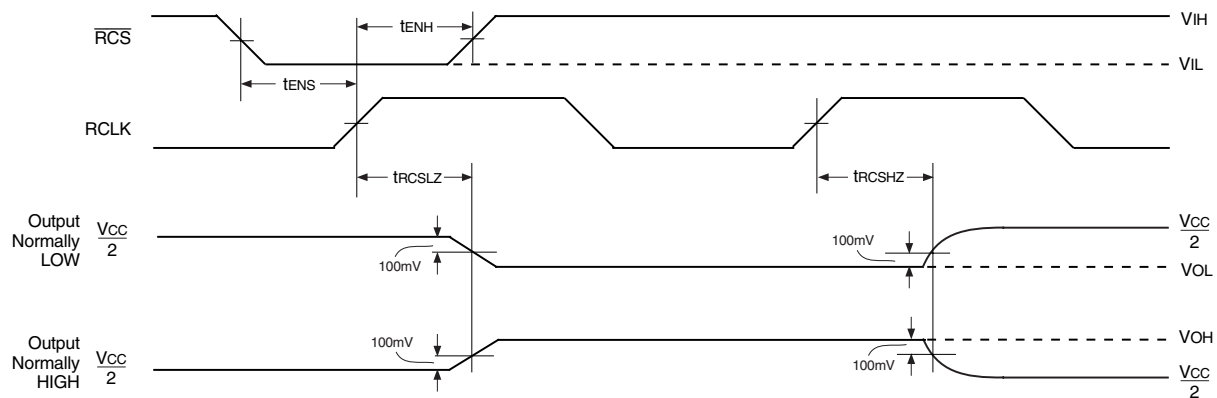 RCS
tENH
VIH
VIL
tENS
RCLK
tRCSLZ
tRCSHZ
Output
Normally
LOW
VCC
2
100mV
100mV
VCC
2
VOL
Output
Normally
HIGH
VCC
2
100mV
100mV
VOH
VCC
2